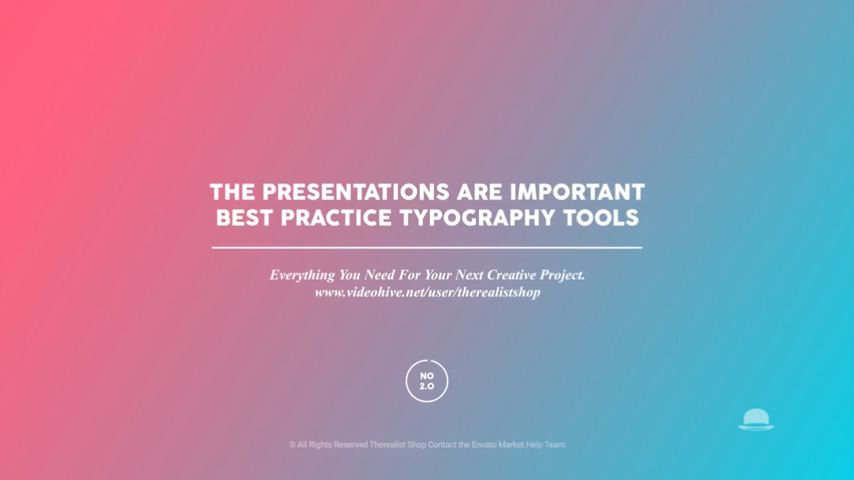 THE PRESENTATIONS ARE IMPORTANT
BEST PRACTICE TYPOGRAPHY TOOLS
Everything You Need For Your Next Creative Project.
www.videohive.net/user/therealistshop
NO
2.0
© All Rights Reserved Therealist Shop Contact the Envato Market Help Team